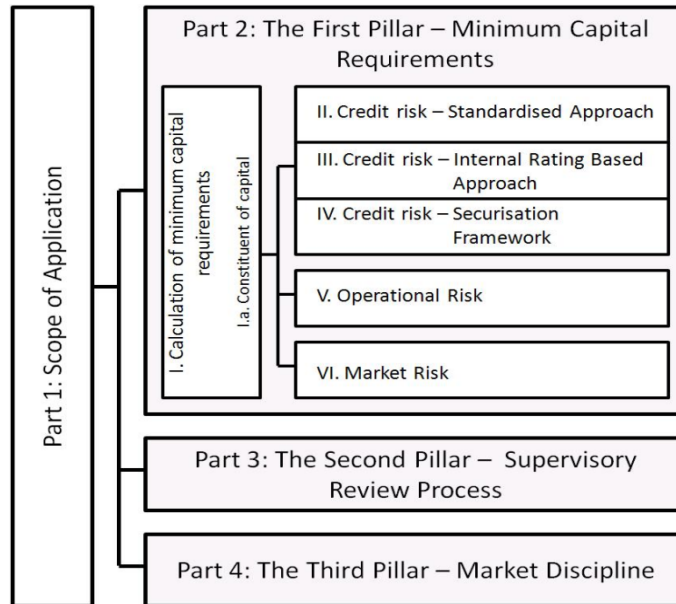 Part 1: Scope of Application
Part 2: The First Pillar – Minimum Capital
Requirements
I. Calculation of minimum capital
requirements
I.a. Constituent of capital
II. Credit risk – Standardised Approach
III. Credit risk – Internal Rating Based
Approach
IV. Credit risk – Securisation
Framework
V. Operational Risk
VI. Market Risk
Part 3: The Second Pillar – Supervisory
Review Process
Part 4: The Third Pillar – Market Discipline